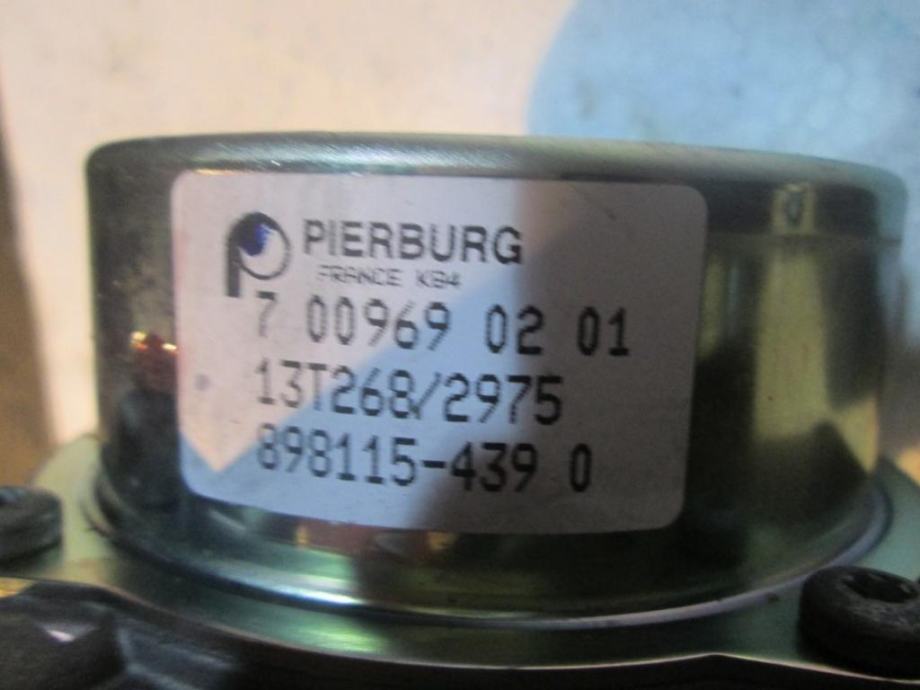 PIERBURG
FRANCE KB4
7 00969 02 01
13T268/2975
898115-439 0